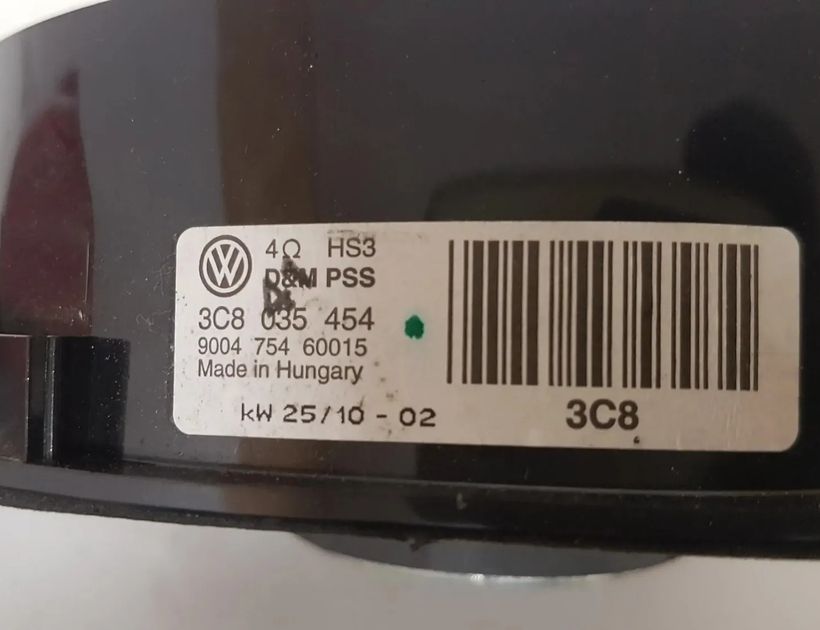 4Ω HS3
D&M PSS
3C8 035 454
9004 754 60015
Made in Hungary
kW 25/10 - 02
3C8